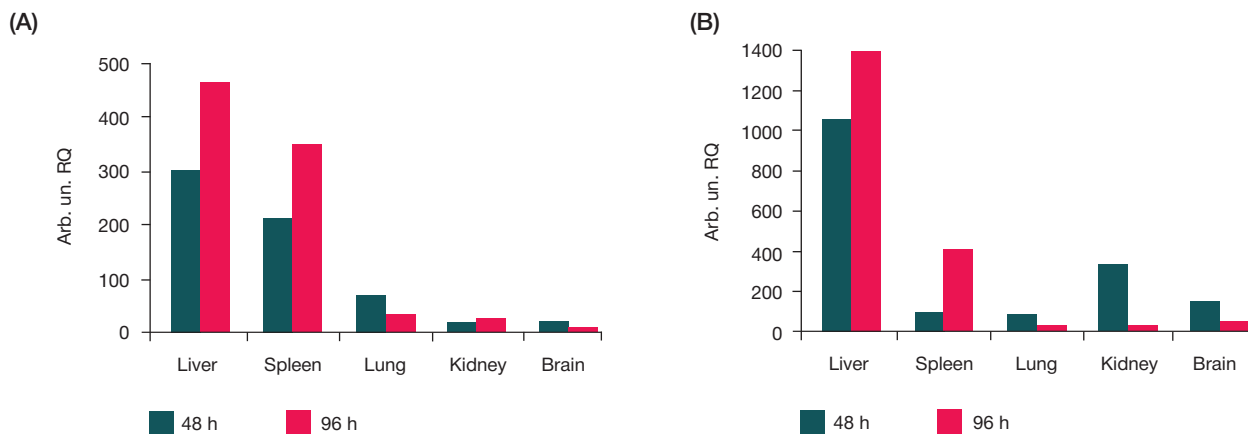 (A)
Arb. un. RQ
500
400
300
200
100
0
Liver Spleen Lung Kidney Brain
48 h 96 h
(B)
Arb. un. RQ
1400
1200
1000
800
600
400
200
0
Liver Spleen Lung Kidney Brain
48 h 96 h